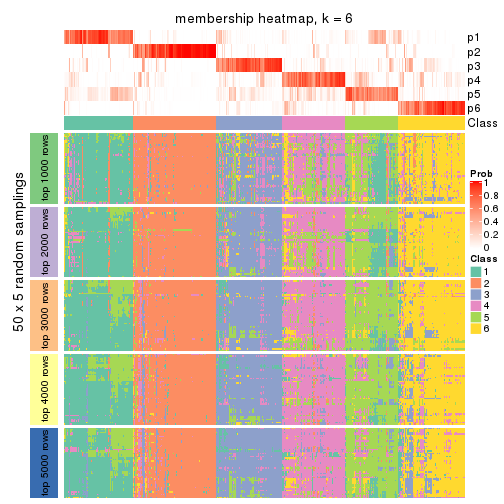 membership heatmap, k = 6
p1
p2
p3
p4
p5
p6
Class
50 x 5 random samplings
top 1000 rows
top 2000 rows
top 3000 rows
top 4000 rows
top 5000 rows
Prob
1
0.8
0.6
0.4
0.2
0
Class
1
2
3
4
5
6